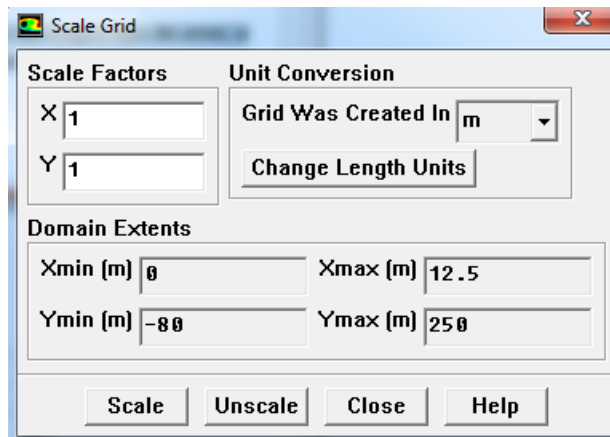 Scale Grid
Scale Factors
X 1
Y 1
Unit Conversion
Grid Was Created In m
Change Length Units
Domain Extents
Xmin (m) 0 Xmax (m) 12.5
Ymin (m) -80 Ymax (m) 250
Scale Unscale Close Help